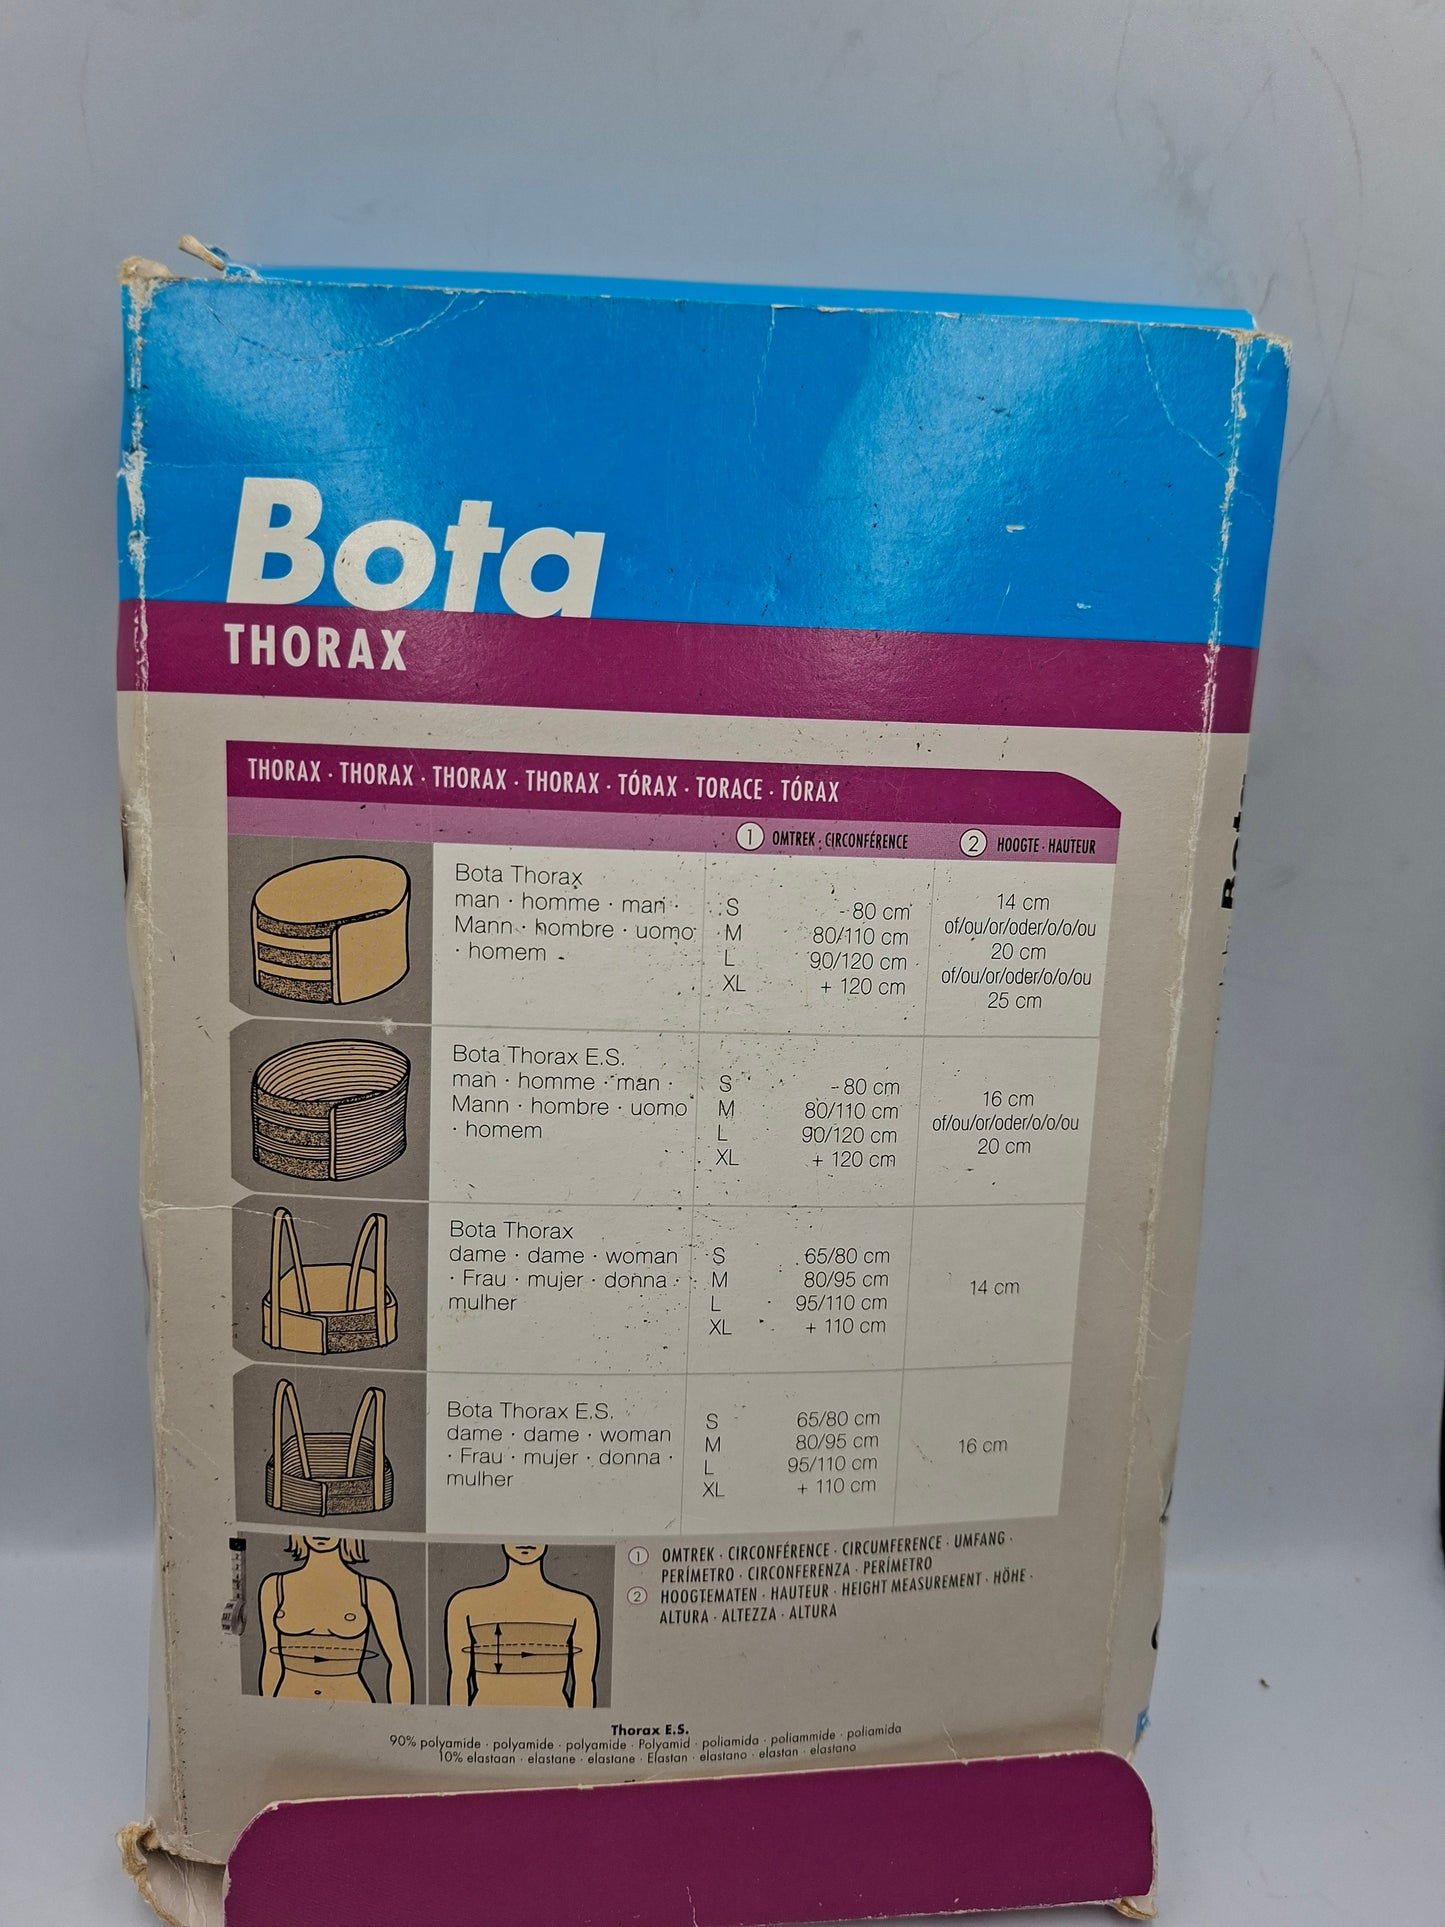 Bota
THORAX
THORAX · THORAX · THORAX · THORAX · TÓRAX · TORACE · TÓRAX
1 OMTREK · CIRCONFÉRENCE
2 HOOGTE · HAUTEUR
Bota Thorax
man · homme · man ·
Mann · hombre · uomo
· homem
S - 80 cm
M 80/110 cm
L 90/120 cm
XL + 120 cm
14 cm
of/ou/or/oder/o/o/ou
20 cm
of/ou/or/oder/o/o/ou
25 cm
Bota Thorax E.S.
man · homme · man ·
Mann · hombre · uomo
· homem
S - 80 cm
M 80/110 cm
L 90/120 cm
XL + 120 cm
16 cm
of/ou/or/oder/o/o/ou
20 cm
Bota Thorax
dame · dame · woman
· Frau · mujer · donna ·
mulher
S 65/80 cm
M 80/95 cm
L 95/110 cm
XL + 110 cm
14 cm
Bota Thorax E.S.
dame · dame · woman
· Frau · mujer · donna ·
mulher
S 65/80 cm
M 80/95 cm
L 95/110 cm
XL + 110 cm
16 cm
1 OMTREK · CIRCONFÉRENCE · CIRCUMFERENCE · UMFANG ·
PERÍMETRO · CIRCONFERENZA · PERÍMETRO
2 HOOGTEMATEN · HAUTEUR · HEIGHT MEASUREMENT · HÖHE ·
ALTURA · ALTEZZA · ALTURA
Thorax E.S.
90% polyamide · polyamide · polyamide · Polyamid · poliamida · poliammide · poliamida
10% elastaan · elastane · elastane · Elastan · elastano · elastan · elastano